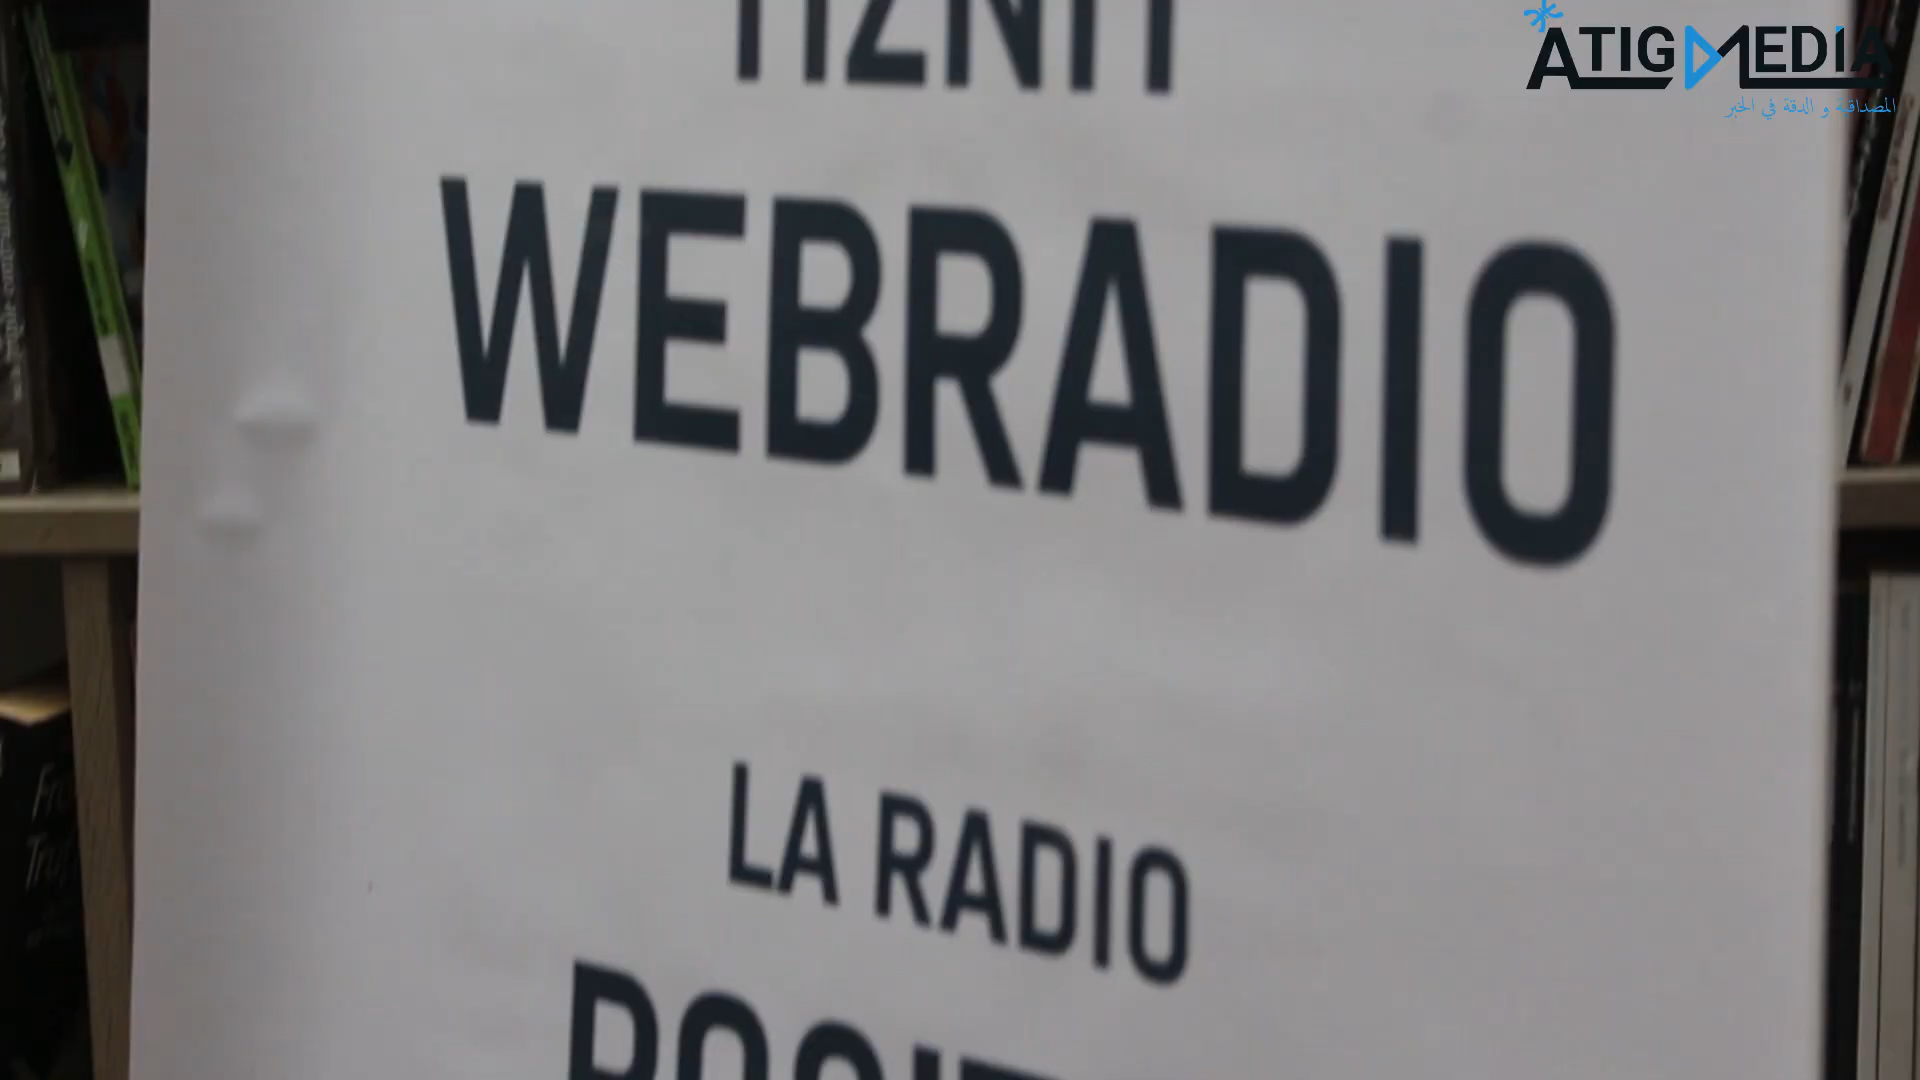 TIZNIT
WEBRADIO
LA RADIO
ATIGMEDIA
المصداقية و الدقة في الخبر